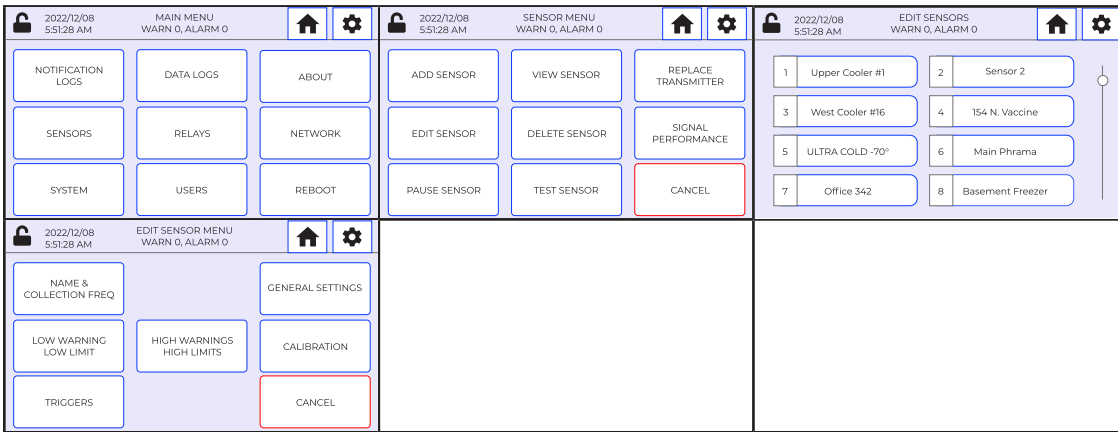 2022/12/08
5:51:28 AM
MAIN MENU
WARN 0, ALARM 0
NOTIFICATION
LOGS
DATA LOGS
ABOUT
SENSORS
RELAYS
NETWORK
SYSTEM
USERS
REBOOT
2022/12/08
5:51:28 AM
SENSOR MENU
WARN 0, ALARM 0
ADD SENSOR
VIEW SENSOR
REPLACE
TRANSMITTER
EDIT SENSOR
DELETE SENSOR
SIGNAL
PERFORMANCE
PAUSE SENSOR
TEST SENSOR
CANCEL
2022/12/08
5:51:28 AM
EDIT SENSORS
WARN 0, ALARM 0
1 Upper Cooler #1
2 Sensor 2
3 West Cooler #16
4 154 N. Vaccine
5 ULTRA COLD -70°
6 Main Phrama
7 Office 342
8 Basement Freezer
2022/12/08
5:51:28 AM
EDIT SENSOR MENU
WARN 0, ALARM 0
NAME &
COLLECTION FREQ
GENERAL SETTINGS
LOW WARNING
LOW LIMIT
HIGH WARNINGS
HIGH LIMITS
CALIBRATION
TRIGGERS
CANCEL